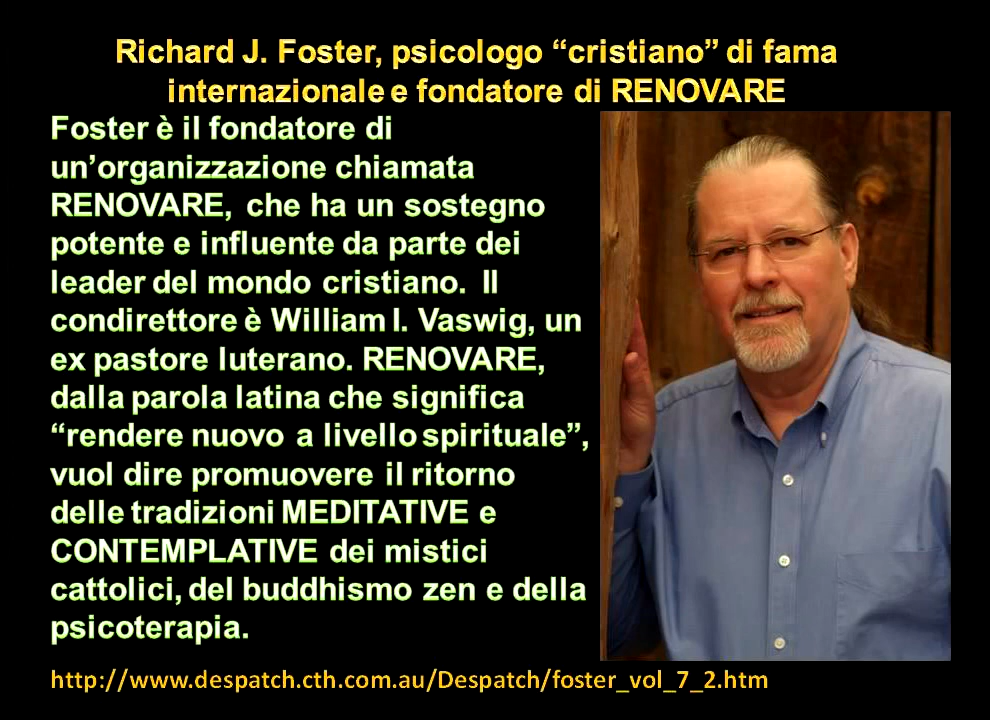 Richard J. Foster, psicologo “cristiano” di fama
internazionale e fondatore di RENOVARE
Foster è il fondatore di
un’organizzazione chiamata
RENOVARE, che ha un sostegno
potente e influente da parte dei
leader del mondo cristiano. Il
condirettore è William I. Vaswig, un
ex pastore luterano. RENOVARE,
dalla parola latina che significa
“rendere nuovo a livello spirituale”,
vuol dire promuovere il ritorno
delle tradizioni MEDITATIVE e
CONTEMPLATIVE dei mistici
cattolici, del buddhismo zen e della
psicoterapia.
http://www.despatch.cth.com.au/Despatch/foster_vol_7_2.htm